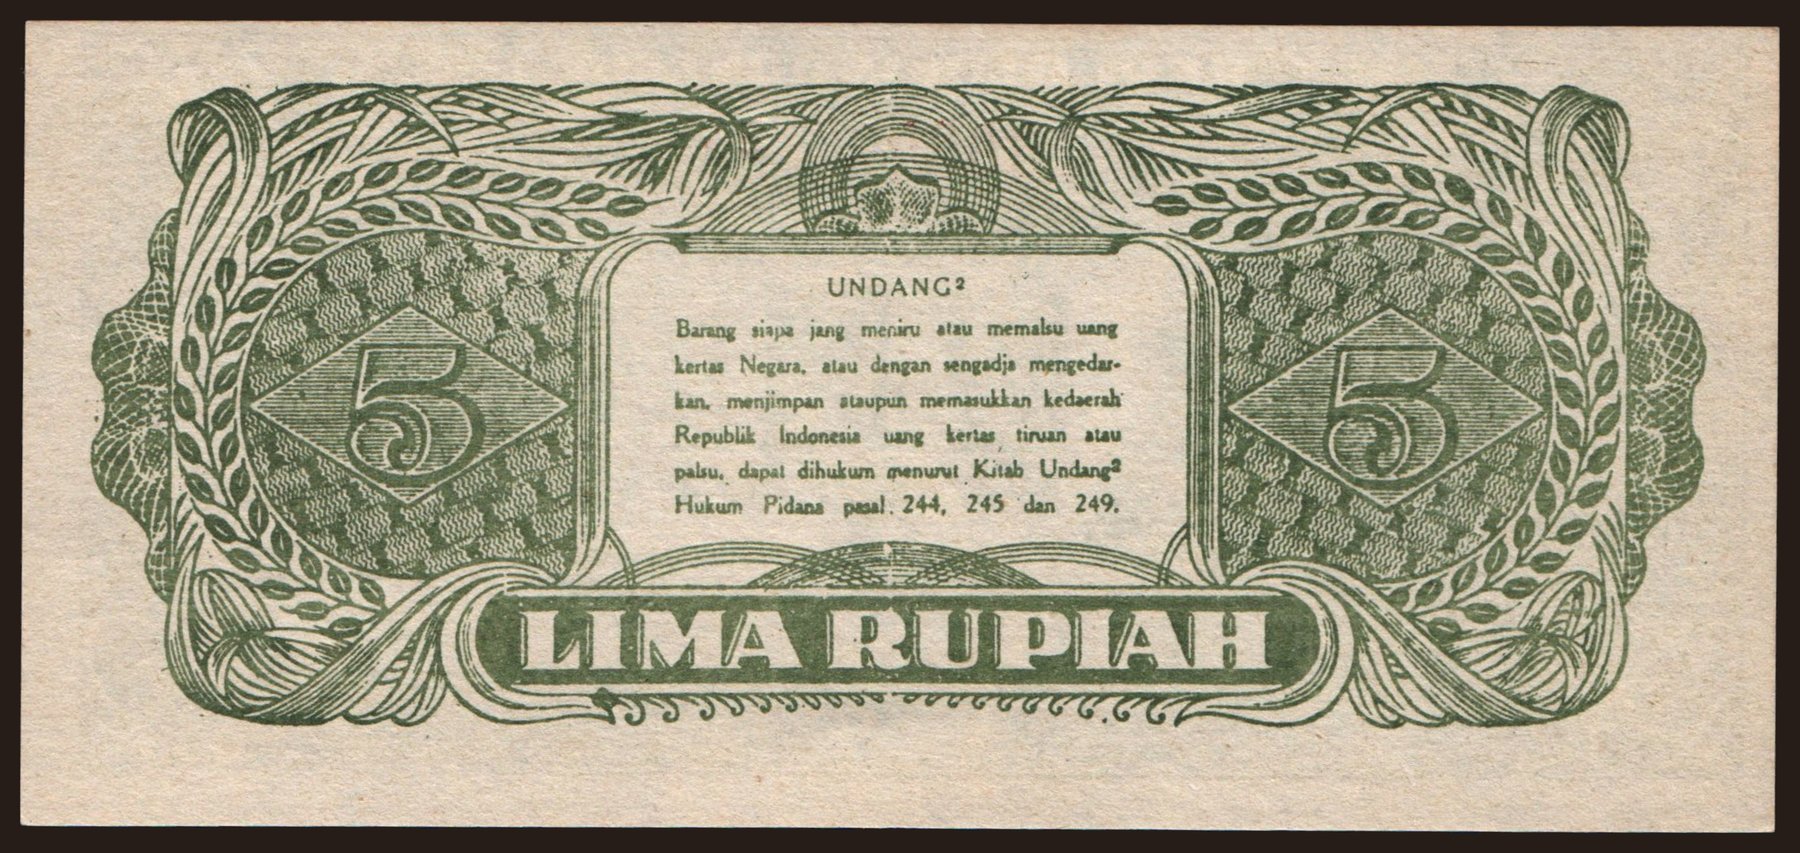 UNDANG²
Barang siapa jang meniru atau memalsu uang
kertas Negara, atau dengan sengadja mengedar-
kan, menjimpan ataupun memasukkan kedaerah
Republik Indonesia uang kertas tiruan atau
palsu, dapat dihukum menurut Kitab Undang²
Hukum Pidana pasal. 244, 245 dan 249.
5
5
LIMA RUPIAH